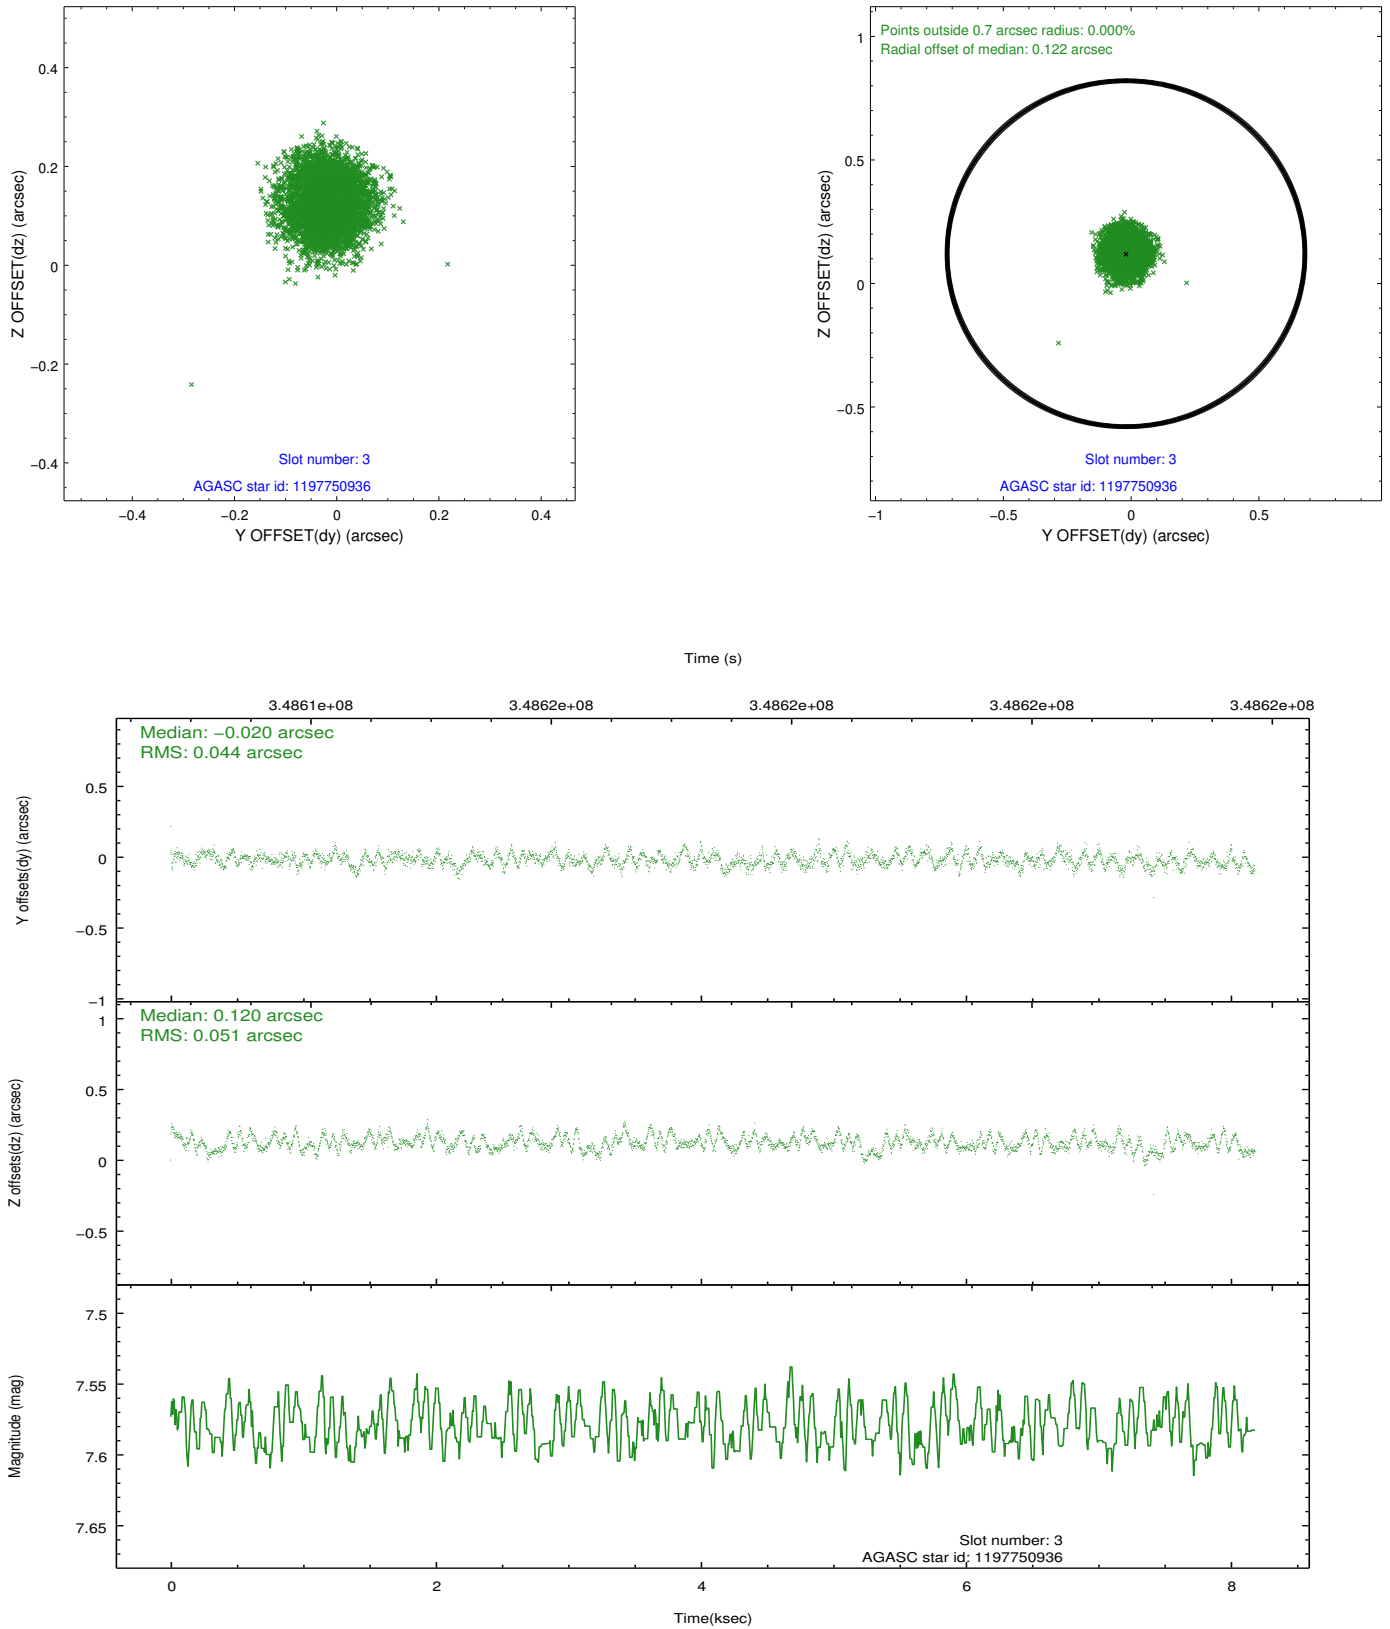 0.4
0.2
0
−0.2
−0.4
Z OFFSET(dz) (arcsec)
Slot number: 3
AGASC star id: 1197750936
−0.4 −0.2 0 0.2 0.4
Y OFFSET(dy) (arcsec)
Points outside 0.7 arcsec radius: 0.000%
Radial offset of median: 0.122 arcsec
1
0.5
0
−0.5
Z OFFSET(dz) (arcsec)
Slot number: 3
AGASC star id: 1197750936
−1 −0.5 0 0.5
Y OFFSET(dy) (arcsec)
Time (s)
3.4861e+08 3.4862e+08 3.4862e+08 3.4862e+08 3.4862e+08
Median: −0.020 arcsec
RMS: 0.044 arcsec
0.5
0
−0.5
−1
Y offsets(dy) (arcsec)
Median: 0.120 arcsec
RMS: 0.051 arcsec
1
0.5
0
−0.5
Z offsets(dz) (arcsec)
7.5
7.55
7.6
7.65
Magnitude (mag)
Slot number: 3
AGASC star id: 1197750936
0 2 4 6 8
Time(ksec)